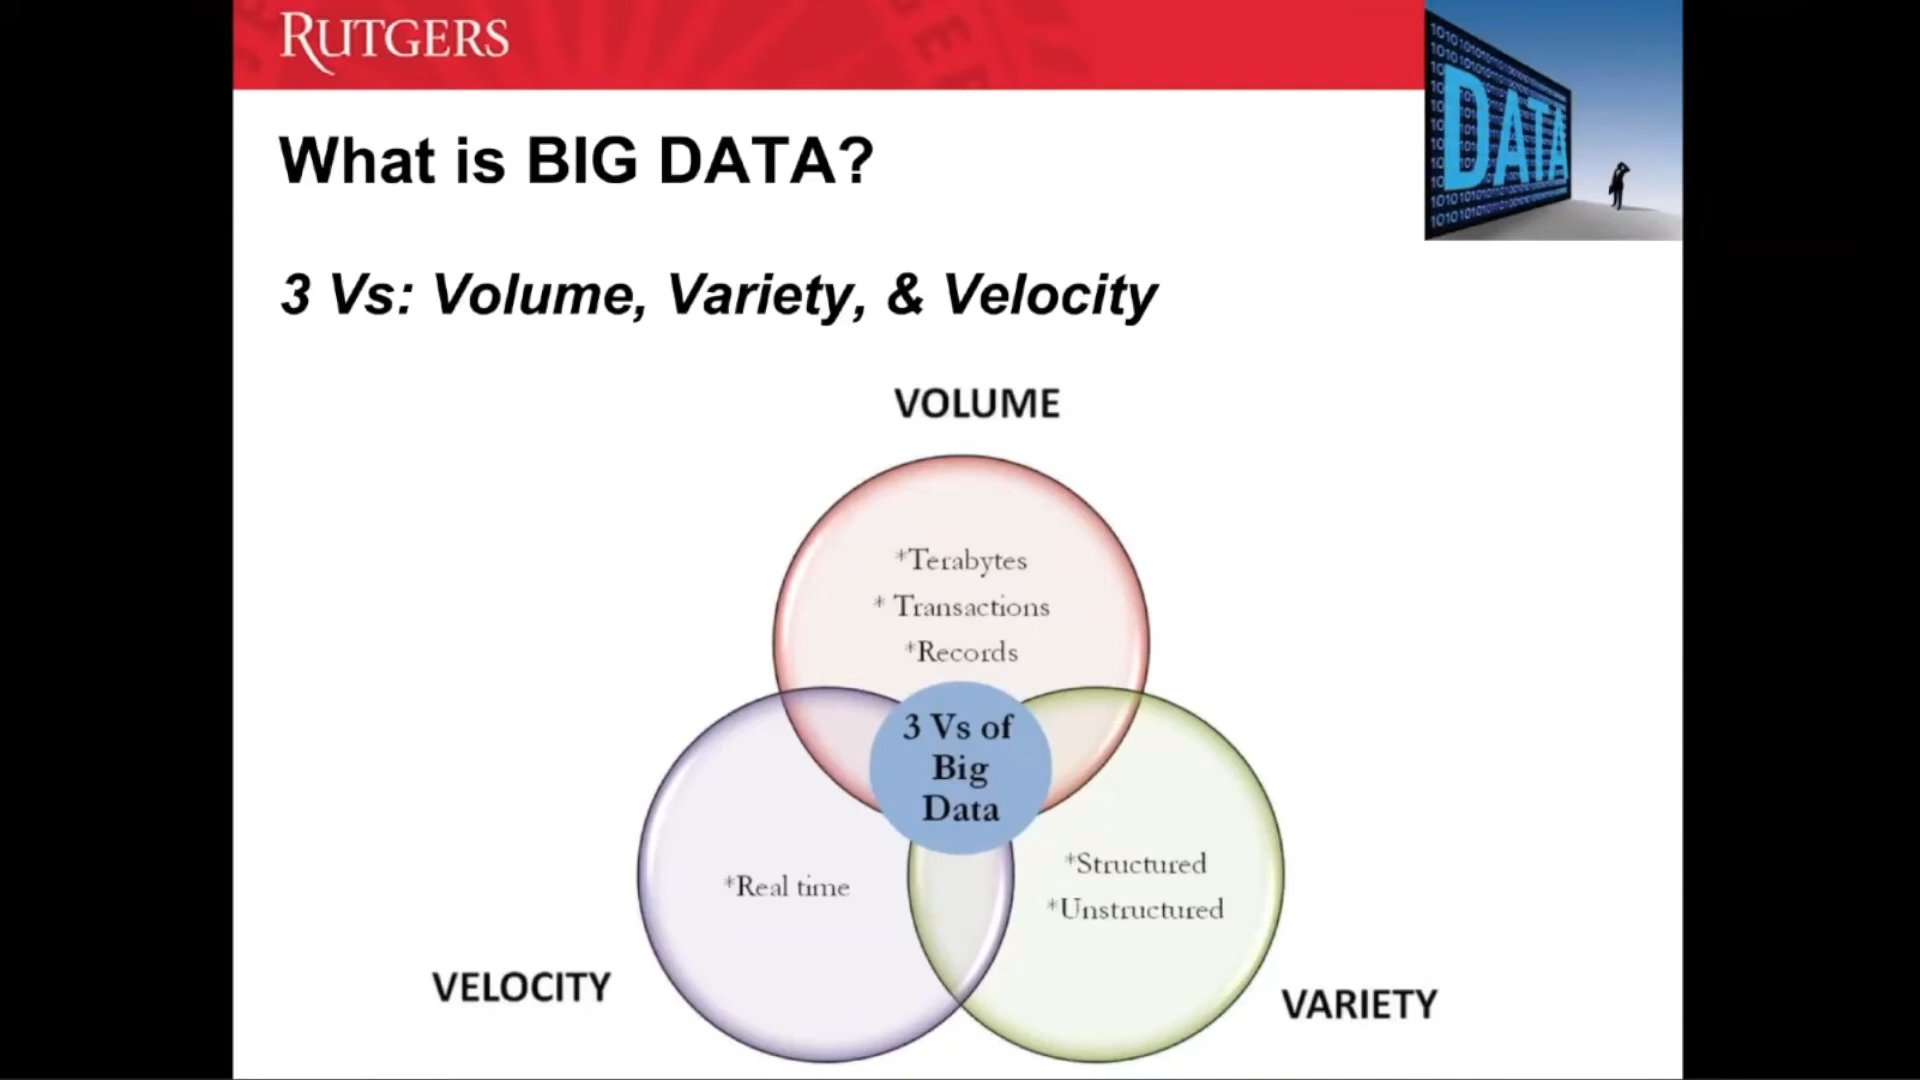 RUTGERS
DATA
What is BIG DATA?
3 Vs: Volume, Variety, & Velocity
VOLUME
*Terabytes
* Transactions
*Records
3 Vs of
Big
Data
*Real time
*Structured
*Unstructured
VELOCITY
VARIETY